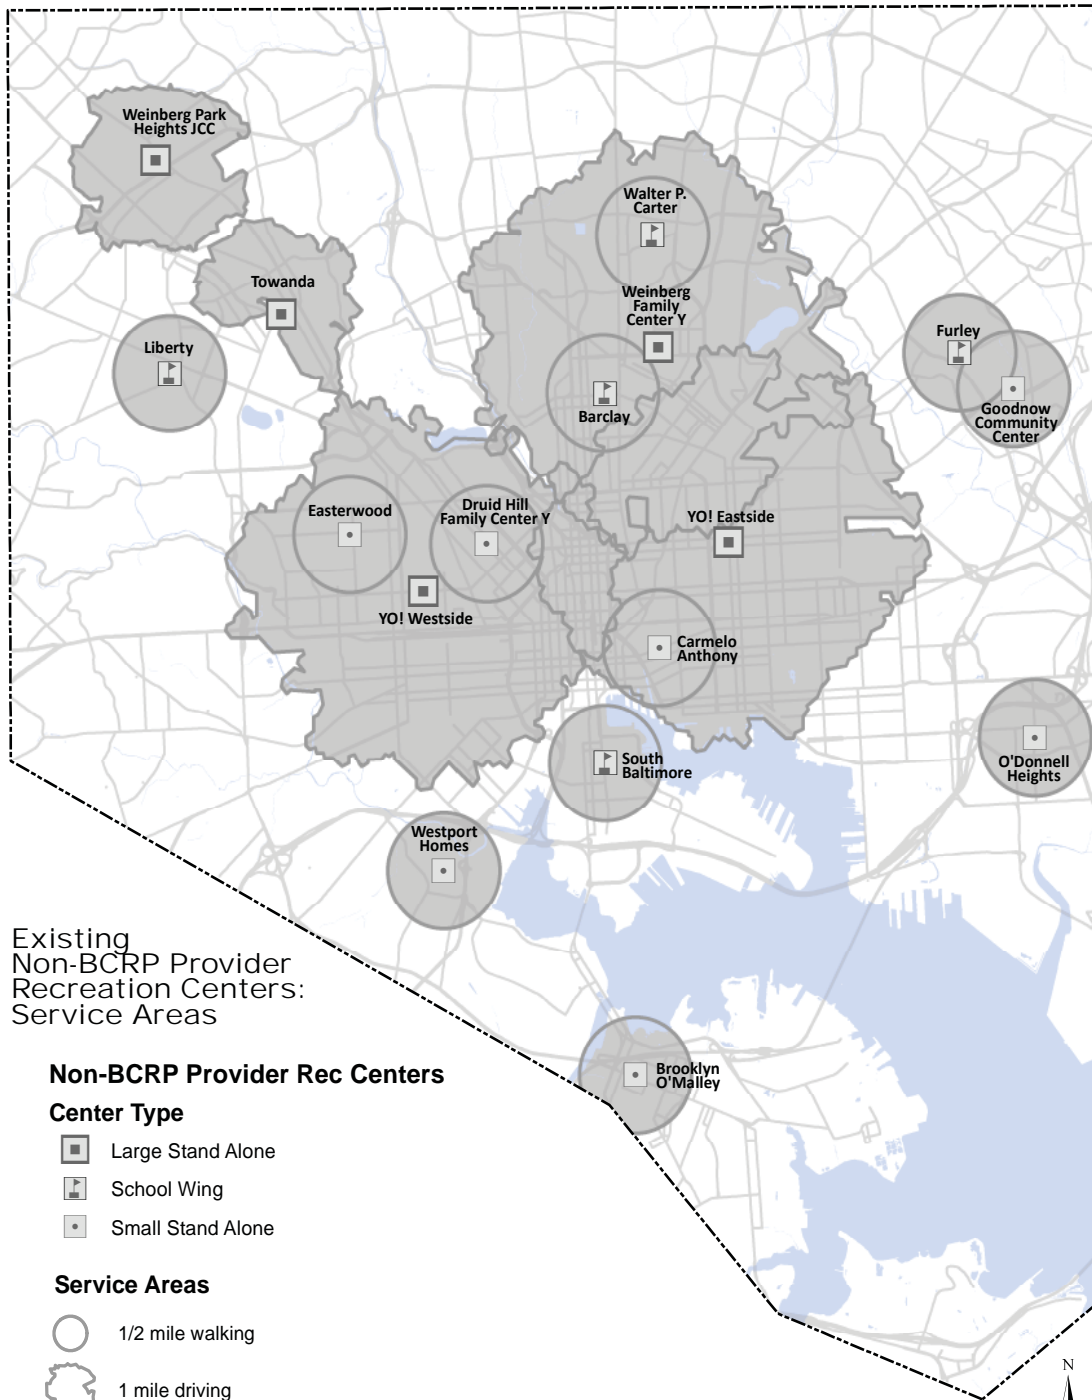 Weinberg Park
Heights JCC
Walter P.
Carter
Towanda
Weinberg
Family
Center Y
Liberty
Furley
Barclay
Goodnow
Community
Center
Easterwood
Druid Hill
Family Center Y
YO! Eastside
YO! Westside
Carmelo
Anthony
South
Baltimore
O'Donnell
Heights
Westport
Homes
Brooklyn
O'Malley
Existing
Non-BCRP Provider
Recreation Centers:
Service Areas
Non-BCRP Provider Rec Centers
Center Type
Large Stand Alone
School Wing
Small Stand Alone
Service Areas
1/2 mile walking
1 mile driving
N